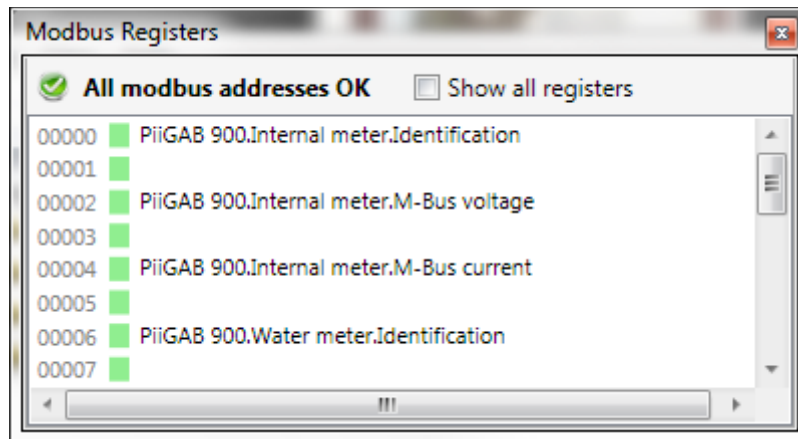 Modbus Registers
All modbus addresses OK Show all registers
00000 PiiGAB 900.Internal meter.Identification
00001
00002 PiiGAB 900.Internal meter.M-Bus voltage
00003
00004 PiiGAB 900.Internal meter.M-Bus current
00005
00006 PiiGAB 900.Water meter.Identification
00007